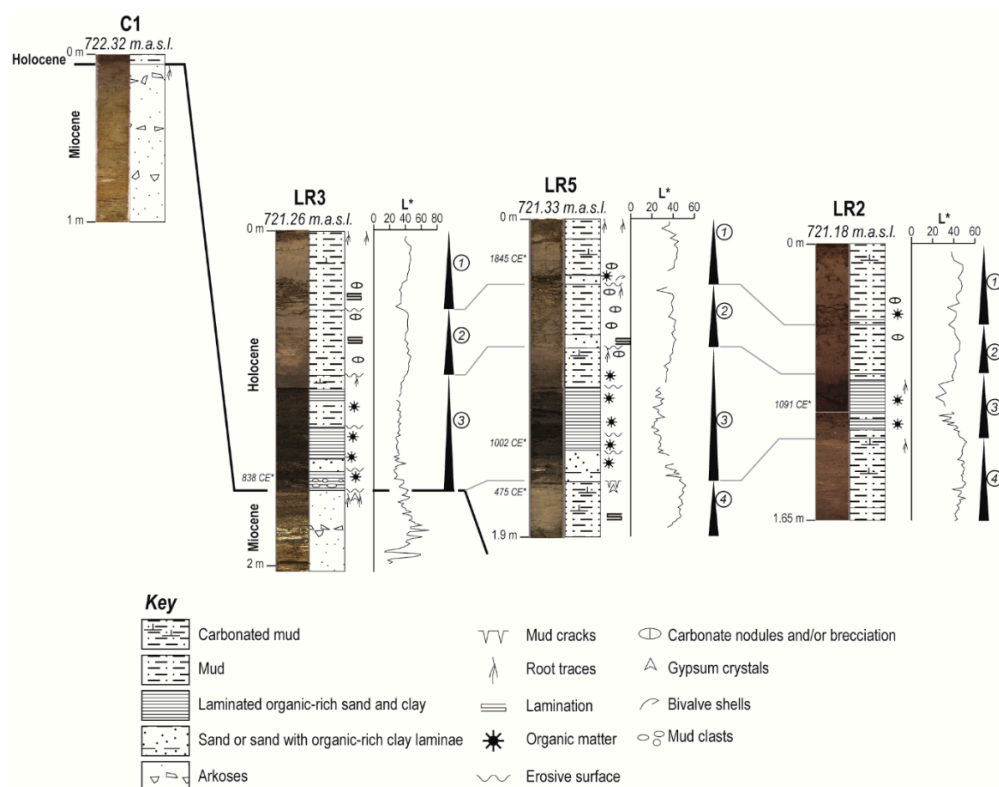 C1
722.32 m.a.s.l.
0 m
Holocene
Miocene
1 m
LR3
721.26 m.a.s.l.
0 m
L*
0 20 40 60 80
Holocene
838 CE*
Miocene
2 m
1
2
3
LR5
721.33 m.a.s.l.
0 m
L*
0 20 40 60
1845 CE*
1002 CE*
475 CE*
1.9 m
1
2
3
4
LR2
721.18 m.a.s.l.
0 m
L*
0 20 40 60
1091 CE*
1.65 m
1
2
3
4
Key
Carbonated mud
Mud
Laminated organic-rich sand and clay
Sand or sand with organic-rich clay laminae
Arkoses
Mud cracks
Root traces
Lamination
Organic matter
Erosive surface
Carbonate nodules and/or brecciation
Gypsum crystals
Bivalve shells
Mud clasts